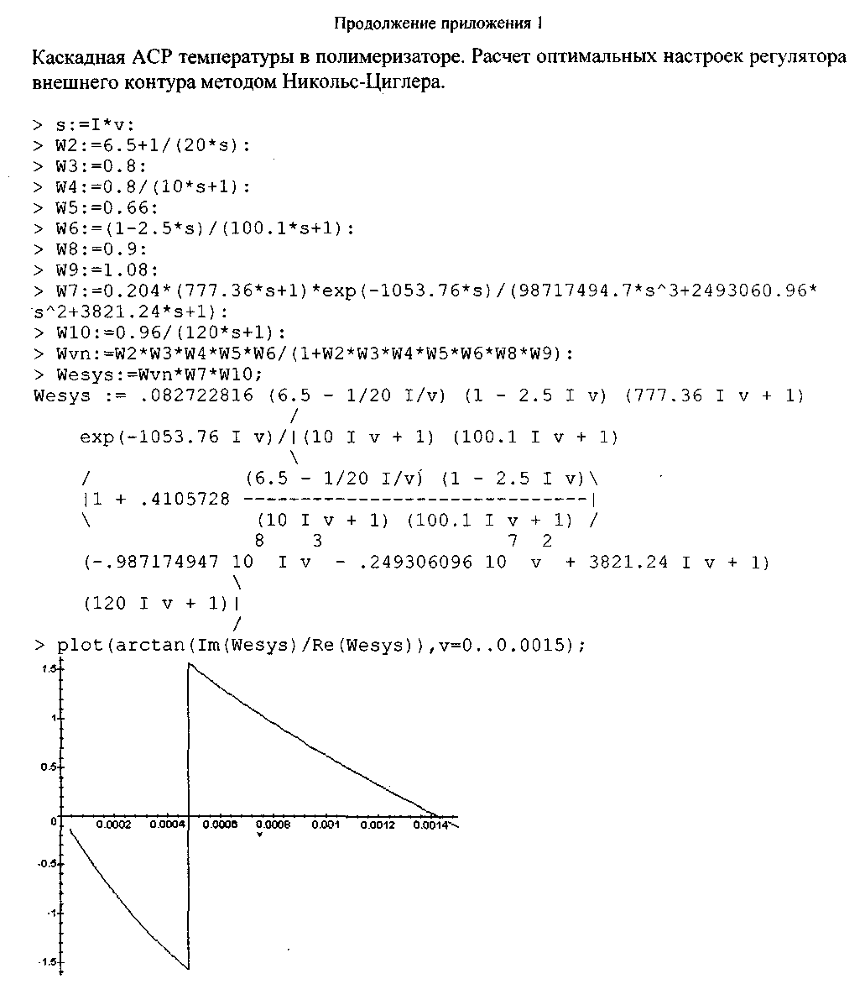 Продолжение приложения 1
Каскадная АСР температуры в полимеризаторе. Расчет оптимальных настроек регулятора
внешнего контура методом Никольс-Циглера.
> s:=I*v:
> W2:=6.5+1/(20*s):
> W3:=0.8:
> W4:=0.8/(10*s+1):
> W5:=0.66:
> W6:=(1-2.5*s)/(100.1*s+1):
> W8:=0.9:
> W9:=1.08:
> W7:=0.204*(777.36*s+1)*exp(-1053.76*s)/(98717494.7*s^3+2493060.96*
s^2+3821.24*s+1):
> W10:=0.96/(120*s+1):
> Wvn:=W2*W3*W4*W5*W6/(1+W2*W3*W4*W5*W6*W8*W9):
> Wesys:=Wvn*W7*W10;
Wesys := .082722816 (6.5 - 1/20 I/v) (1 - 2.5 I v) (777.36 I v + 1)
/
exp(-1053.76 I v)/|(10 I v + 1) (100.1 I v + 1)
\
/ (6.5 - 1/20 I/v) (1 - 2.5 I v)\
|1 + .4105728 ------------------------------|
\ (10 I v + 1) (100.1 I v + 1) /
8 3 7 2
(-.987174947 10 I v - .249306096 10 v + 3821.24 I v + 1)
\
(120 I v + 1)|
/
> plot(arctan(Im(Wesys)/Re(Wesys)),v=0..0.0015);
1.5
1
0.5
0 0.0002 0.0004 0.0006 0.0008 0.001 0.0012 0.0014
v
-0.5
-1
-1.5